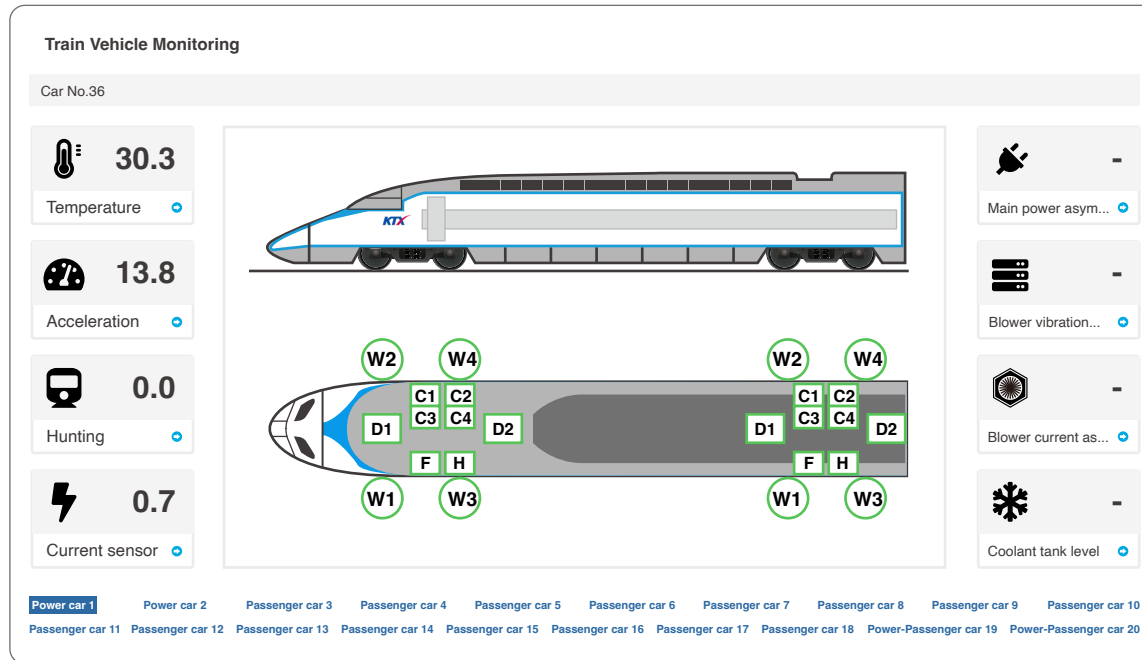 Train Vehicle Monitoring
Car No.36
30.3
Temperature
13.8
Acceleration
0.0
Hunting
0.7
Current sensor
KTX
W2 W4 W2 W4
C1 C2 C1 C2
C3 C4 C3 C4
D1 D2 D1 D2
F H F H
W1 W3 W1 W3
-
Main power asym...
-
Blower vibration...
-
Blower current as...
-
Coolant tank level
Power car 1 Power car 2 Passenger car 3 Passenger car 4 Passenger car 5 Passenger car 6 Passenger car 7 Passenger car 8 Passenger car 9 Passenger car 10
Passenger car 11 Passenger car 12 Passenger car 13 Passenger car 14 Passenger car 15 Passenger car 16 Passenger car 17 Passenger car 18 Power-Passenger car 19 Power-Passenger car 20